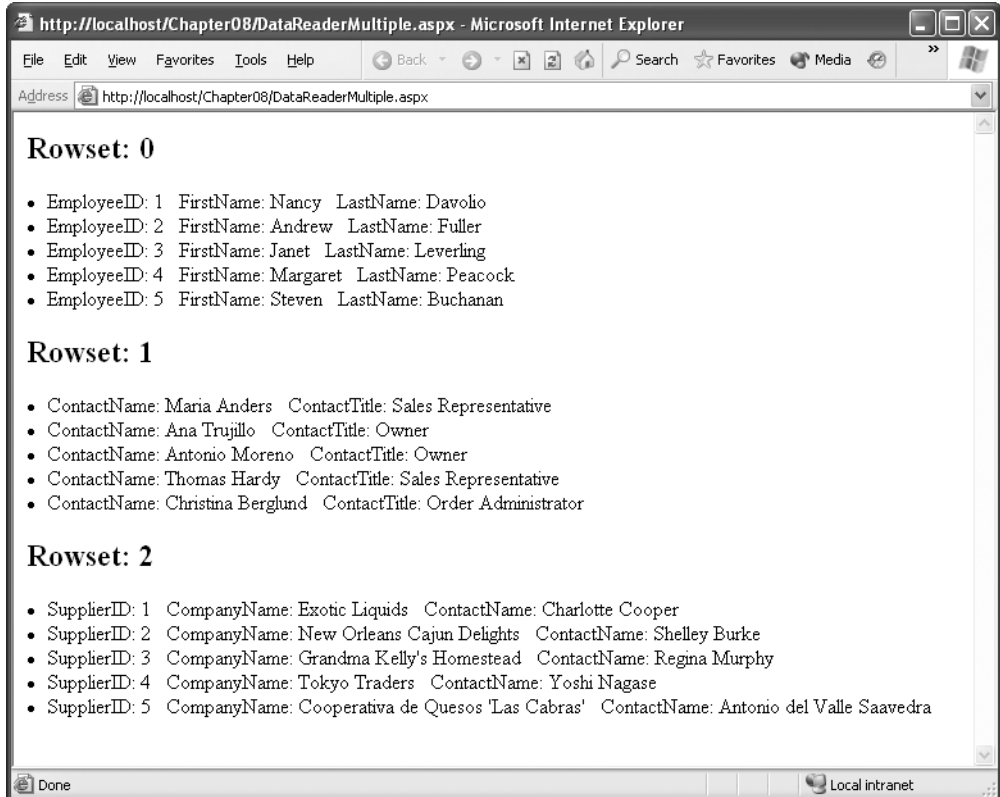 http://localhost/Chapter08/DataReaderMultiple.aspx - Microsoft Internet Explorer
File Edit View Favorites Tools Help Back Search Favorites Media »
Address http://localhost/Chapter08/DataReaderMultiple.aspx
Rowset: 0
• EmployeeID: 1 FirstName: Nancy LastName: Davolio
• EmployeeID: 2 FirstName: Andrew LastName: Fuller
• EmployeeID: 3 FirstName: Janet LastName: Leverling
• EmployeeID: 4 FirstName: Margaret LastName: Peacock
• EmployeeID: 5 FirstName: Steven LastName: Buchanan
Rowset: 1
• ContactName: Maria Anders ContactTitle: Sales Representative
• ContactName: Ana Trujillo ContactTitle: Owner
• ContactName: Antonio Moreno ContactTitle: Owner
• ContactName: Thomas Hardy ContactTitle: Sales Representative
• ContactName: Christina Berglund ContactTitle: Order Administrator
Rowset: 2
• SupplierID: 1 CompanyName: Exotic Liquids ContactName: Charlotte Cooper
• SupplierID: 2 CompanyName: New Orleans Cajun Delights ContactName: Shelley Burke
• SupplierID: 3 CompanyName: Grandma Kelly's Homestead ContactName: Regina Murphy
• SupplierID: 4 CompanyName: Tokyo Traders ContactName: Yoshi Nagase
• SupplierID: 5 CompanyName: Cooperativa de Quesos 'Las Cabras' ContactName: Antonio del Valle Saavedra
Done Local intranet